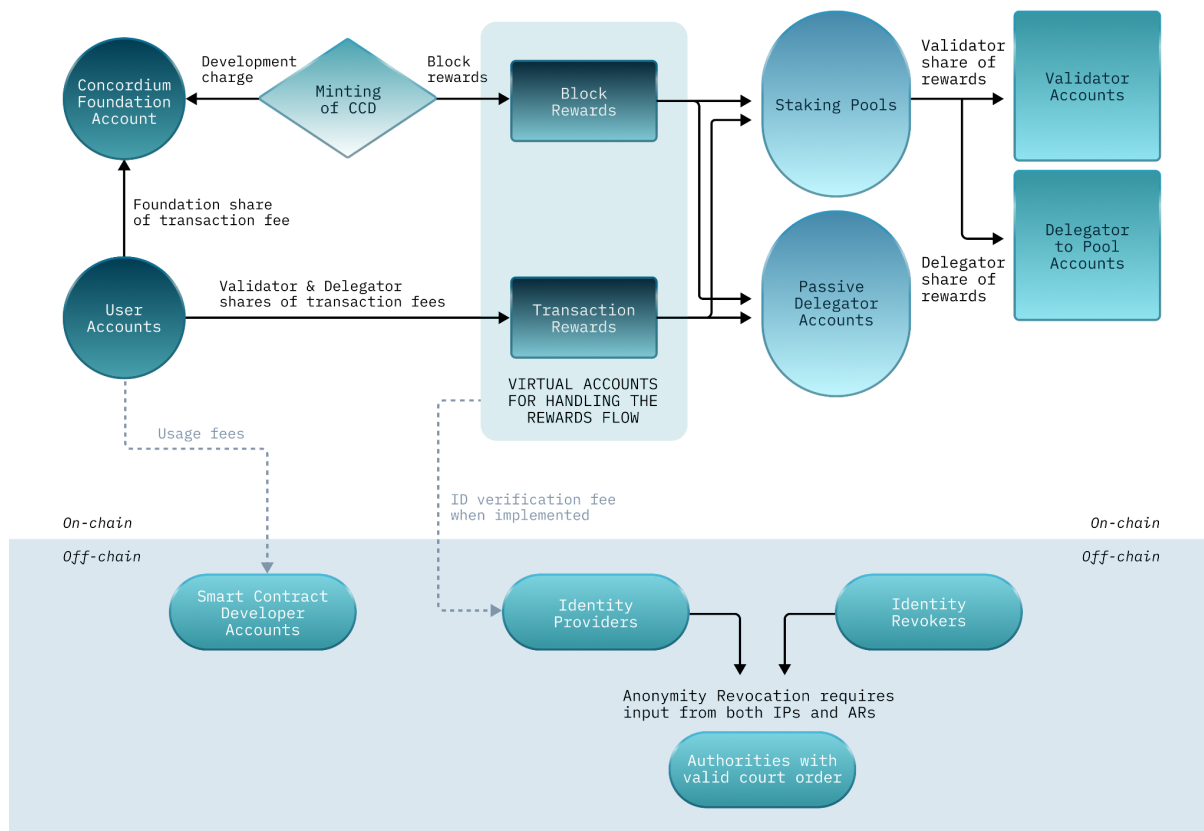 Concordium
Foundation
Account
Development
charge
Minting
of CCD
Block
rewards
Block
Rewards
Staking Pools
Validator
share of
rewards
Validator
Accounts
Foundation share
of transaction fee
Delegator
to Pool
Accounts
User
Accounts
Validator & Delegator
shares of transaction fees
Transaction
Rewards
Passive
Delegator
Accounts
Delegator
share of
rewards
VIRTUAL ACCOUNTS
FOR HANDLING THE
REWARDS FLOW
Usage fees
ID verification fee
when implemented
On-chain
On-chain
Off-chain
Off-chain
Smart Contract
Developer
Accounts
Identity
Providers
Identity
Revokers
Anonymity Revocation requires
input from both IPs and ARs
Authorities with
valid court order